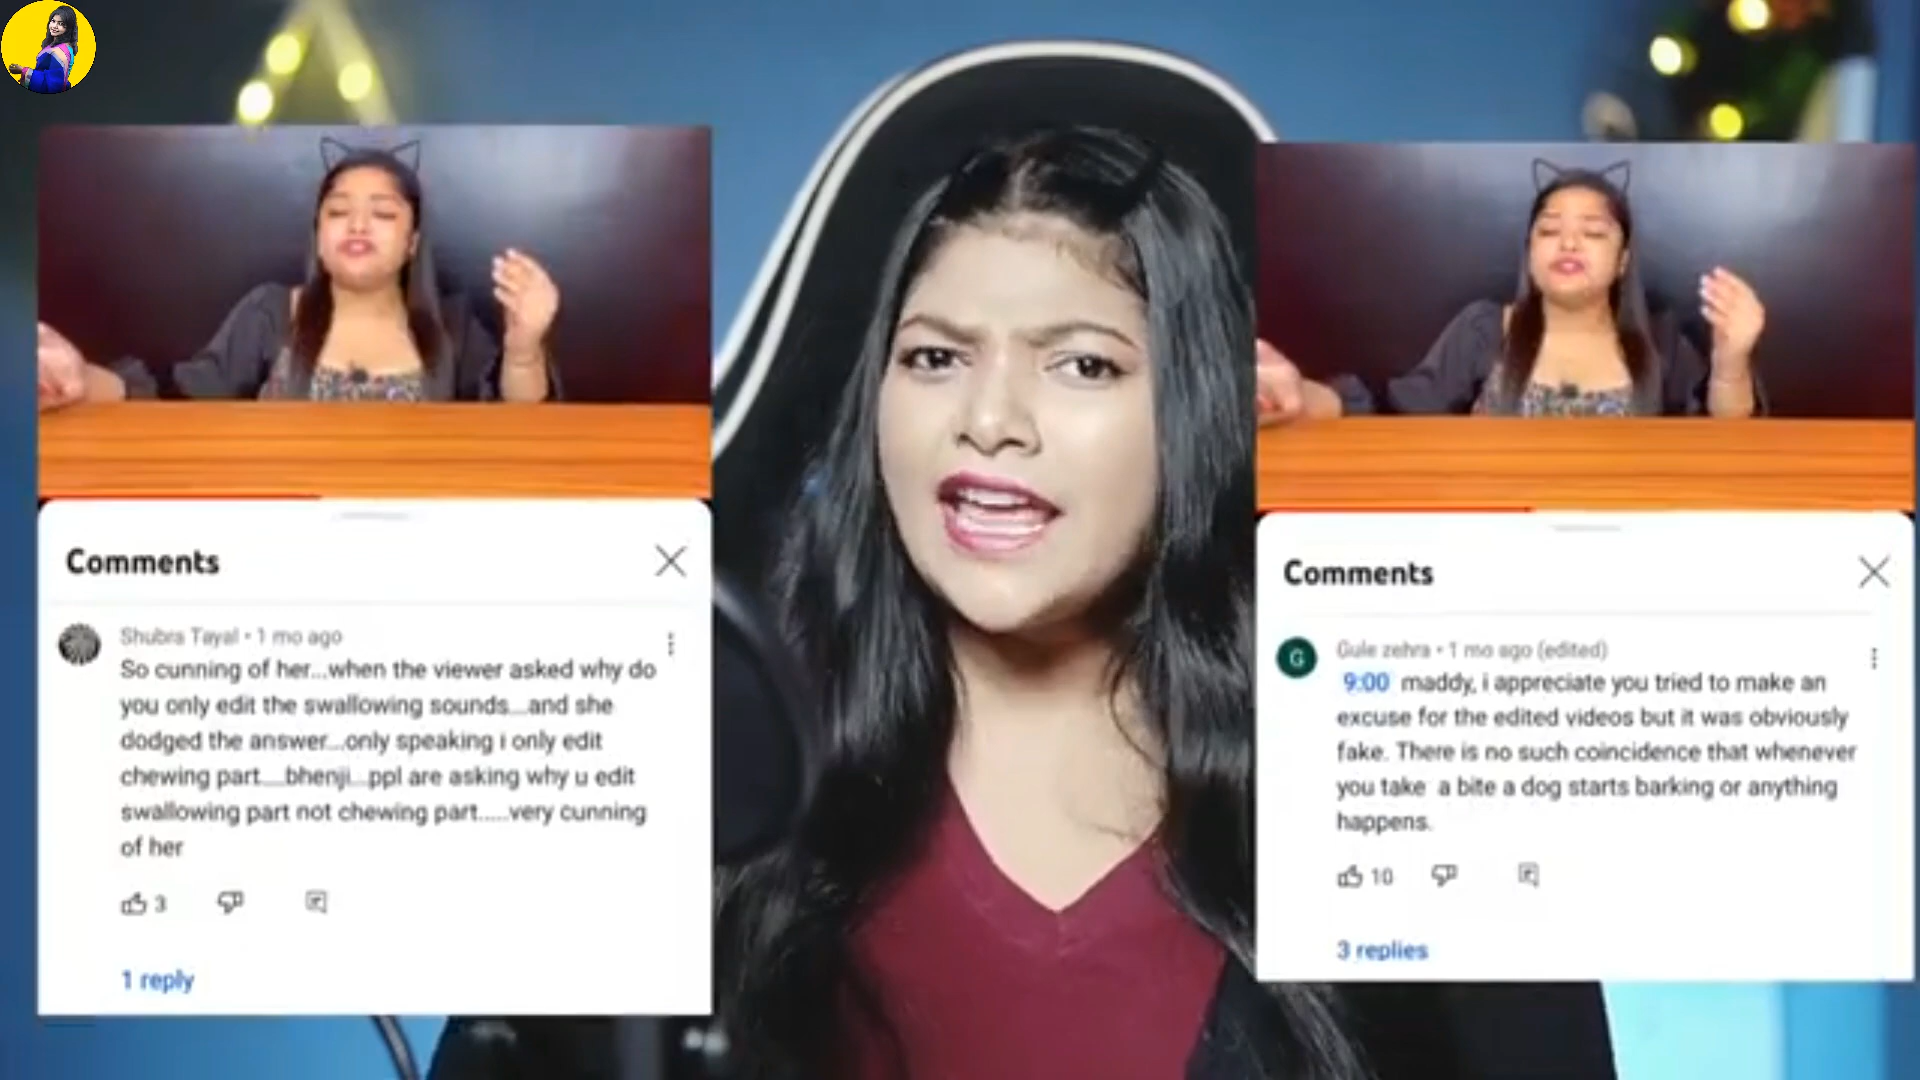 Comments
Shubra Tayal • 1 mo ago
So cunning of her...when the viewer asked why do
you only edit the swallowing sounds...and she
dodged the answer...only speaking i only edit
chewing part....bhenji...ppl are asking why u edit
swallowing part not chewing part.....very cunning
of her
3
1 reply
Comments
G
Gule zehra • 1 mo ago (edited)
9:00 maddy, i appreciate you tried to make an
excuse for the edited videos but it was obviously
fake. There is no such coincidence that whenever
you take a bite a dog starts barking or anything
happens.
10
3 replies